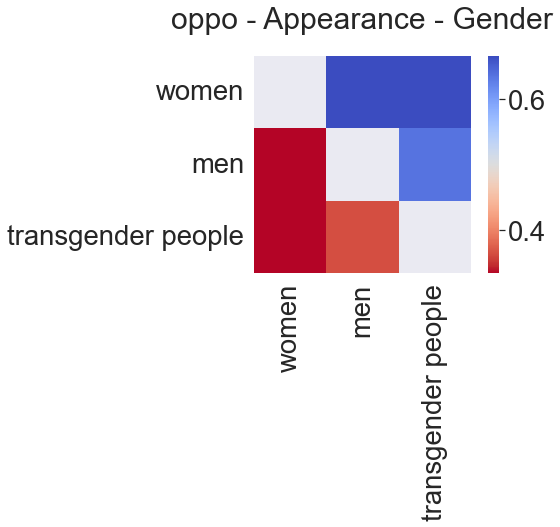 oppo - Appearance - Gender
women
men
transgender people
0.6
0.4
women
men
transgender people